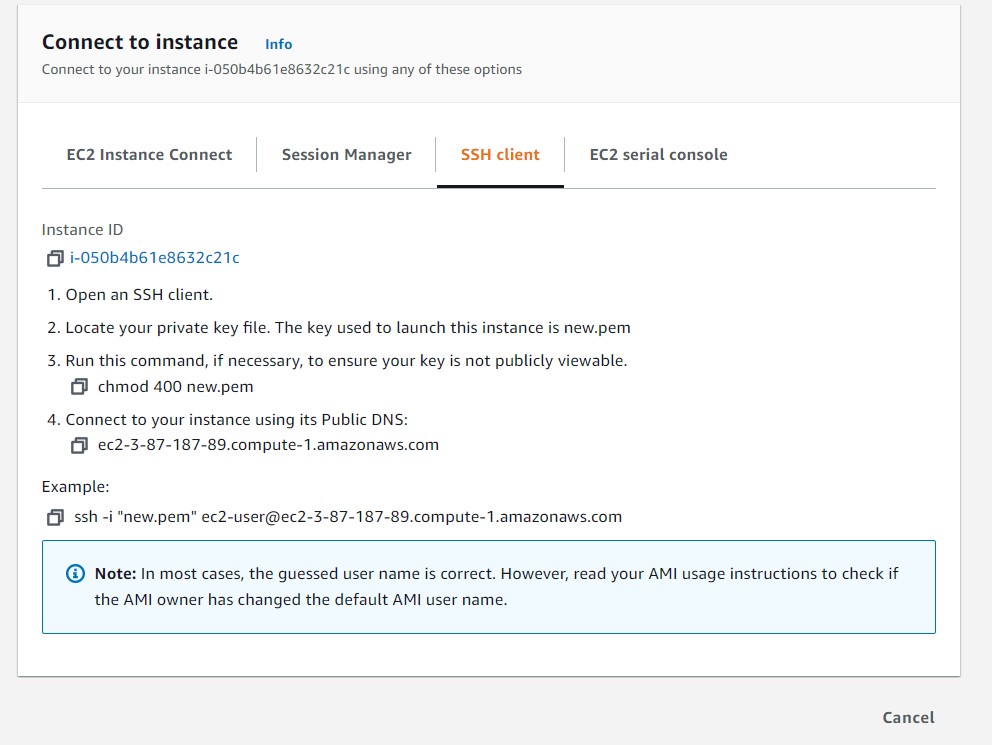 Connect to instance Info
Connect to your instance i-050b4b61e8632c21c using any of these options
EC2 Instance Connect Session Manager SSH client EC2 serial console
Instance ID
i-050b4b61e8632c21c
1. Open an SSH client.
2. Locate your private key file. The key used to launch this instance is new.pem
3. Run this command, if necessary, to ensure your key is not publicly viewable.
chmod 400 new.pem
4. Connect to your instance using its Public DNS:
ec2-3-87-187-89.compute-1.amazonaws.com
Example:
ssh -i "new.pem" ec2-user@ec2-3-87-187-89.compute-1.amazonaws.com
Note: In most cases, the guessed user name is correct. However, read your AMI usage instructions to check if
the AMI owner has changed the default AMI user name.
Cancel